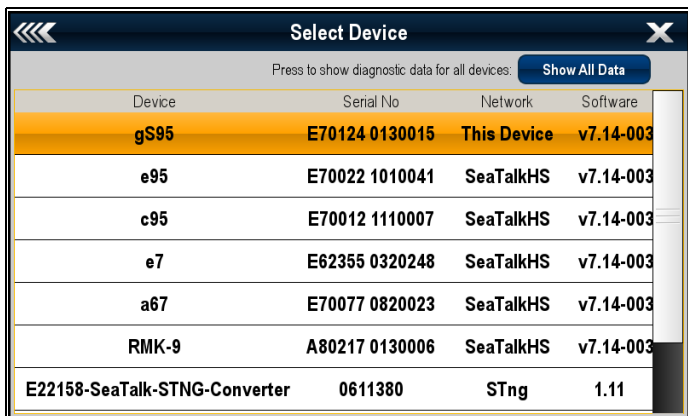 Select Device
Press to show diagnostic data for all devices: Show All Data
Device Serial No Network Software
gS95 E70124 0130015 This Device v7.14-003
e95 E70022 1010041 SeaTalkHS v7.14-003
c95 E70012 1110007 SeaTalkHS v7.14-003
e7 E62355 0320248 SeaTalkHS v7.14-003
a67 E70077 0820023 SeaTalkHS v7.14-003
RMK-9 A80217 0130006 SeaTalkHS v7.14-003
E22158-SeaTalk-STNG-Converter 0611380 STng 1.11